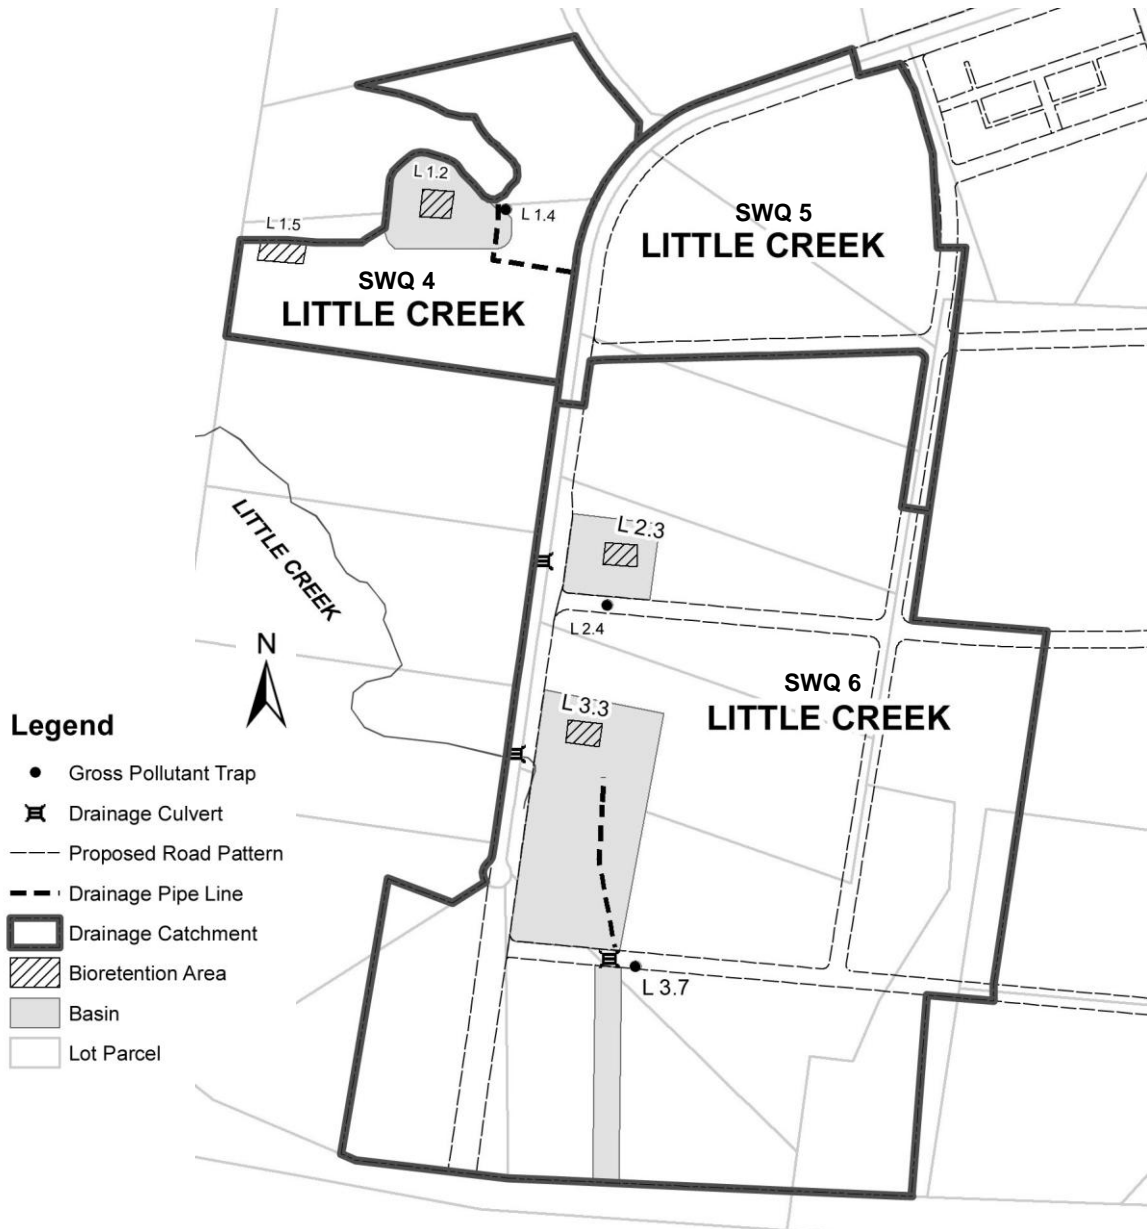 L 1.2
L 1.4
L 1.5
SWQ 4
LITTLE CREEK
SWQ 5
LITTLE CREEK
LITTLE CREEK
L 2.3
L 2.4
SWQ 6
LITTLE CREEK
L 3.3
L 3.7
N
Legend
Gross Pollutant Trap
Drainage Culvert
Proposed Road Pattern
Drainage Pipe Line
Drainage Catchment
Bioretention Area
Basin
Lot Parcel